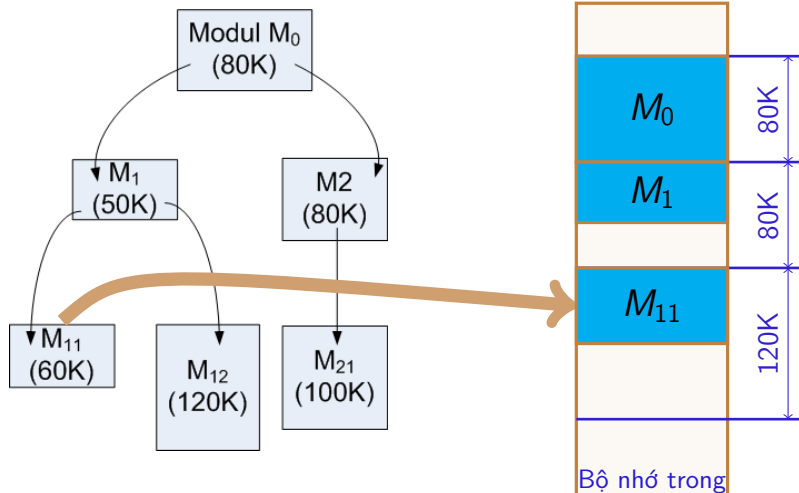 Modul M₀
(80K)
M₁
(50K)
M2
(80K)
M₁₁
(60K)
M₁₂
(120K)
M₂₁
(100K)
M₀
M₁
M₁₁
80K
80K
120K
Bộ nhớ trong